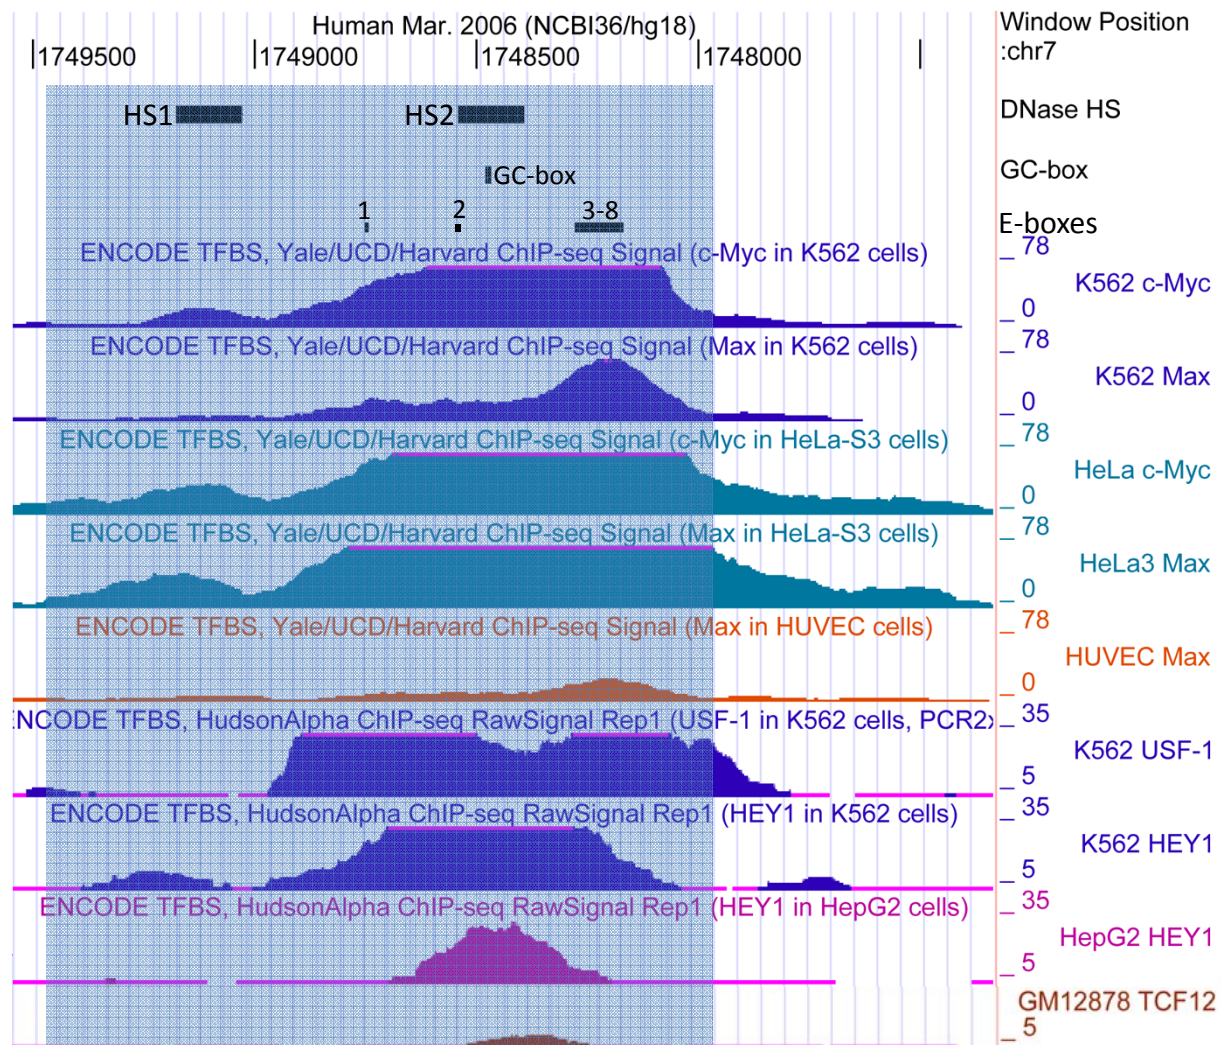 Human Mar. 2006 (NCBI36/hg18)
Window Position
:chr7
|1749500 |1749000 |1748500 |1748000 |
HS1 HS2 DNase HS
GC-box GC-box
1 2 3-8 E-boxes
ENCODE TFBS, Yale/UCD/Harvard ChIP-seq Signal (c-Myc in K562 cells)
78
K562 c-Myc
0
ENCODE TFBS, Yale/UCD/Harvard ChIP-seq Signal (Max in K562 cells)
78
K562 Max
0
ENCODE TFBS, Yale/UCD/Harvard ChIP-seq Signal (c-Myc in HeLa-S3 cells)
78
HeLa c-Myc
0
ENCODE TFBS, Yale/UCD/Harvard ChIP-seq Signal (Max in HeLa-S3 cells)
78
HeLa3 Max
0
ENCODE TFBS, Yale/UCD/Harvard ChIP-seq Signal (Max in HUVEC cells)
78
HUVEC Max
0
NCODE TFBS, HudsonAlpha ChIP-seq RawSignal Rep1 (USF-1 in K562 cells, PCR2x
35
K562 USF-1
5
ENCODE TFBS, HudsonAlpha ChIP-seq RawSignal Rep1 (HEY1 in K562 cells)
35
K562 HEY1
5
ENCODE TFBS, HudsonAlpha ChIP-seq RawSignal Rep1 (HEY1 in HepG2 cells)
35
HepG2 HEY1
5
GM12878 TCF12
5